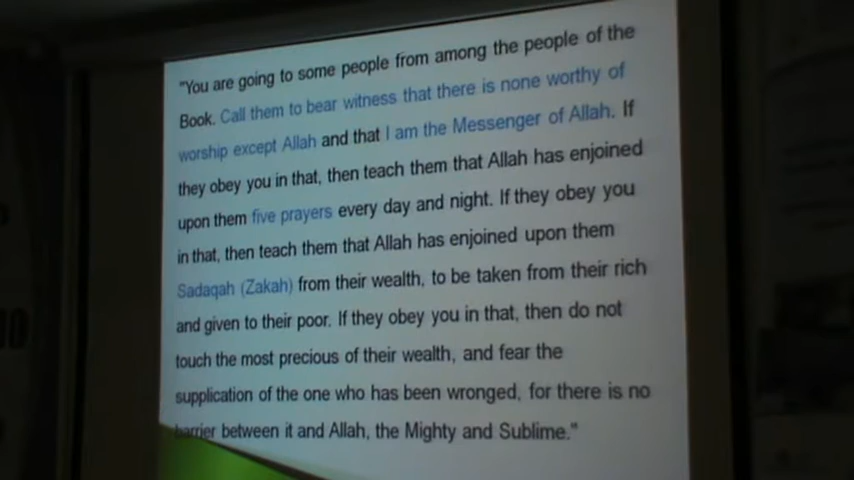 "You are going to some people from among the people of the
Book. Call them to bear witness that there is none worthy of
worship except Allah and that I am the Messenger of Allah. If
they obey you in that, then teach them that Allah has enjoined
upon them five prayers every day and night. If they obey you
in that, then teach them that Allah has enjoined upon them
Sadaqah (Zakah) from their wealth, to be taken from their rich
and given to their poor. If they obey you in that, then do not
touch the most precious of their wealth, and fear the
supplication of the one who has been wronged, for there is no
barrier between it and Allah, the Mighty and Sublime."